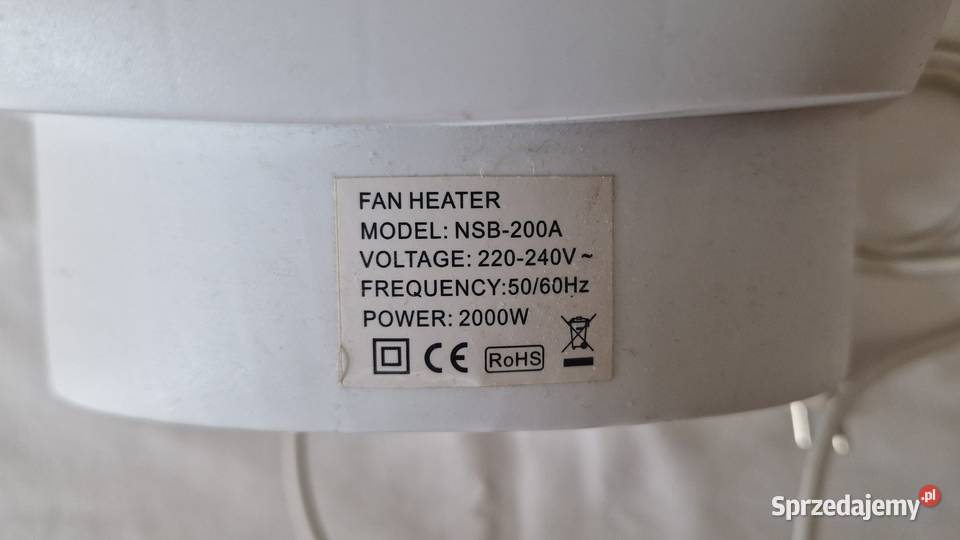 FAN HEATER
MODEL: NSB-200A
VOLTAGE: 220-240V ~
FREQUENCY:50/60Hz
POWER: 2000W
CE RoHS
Sprzedajemy.pl